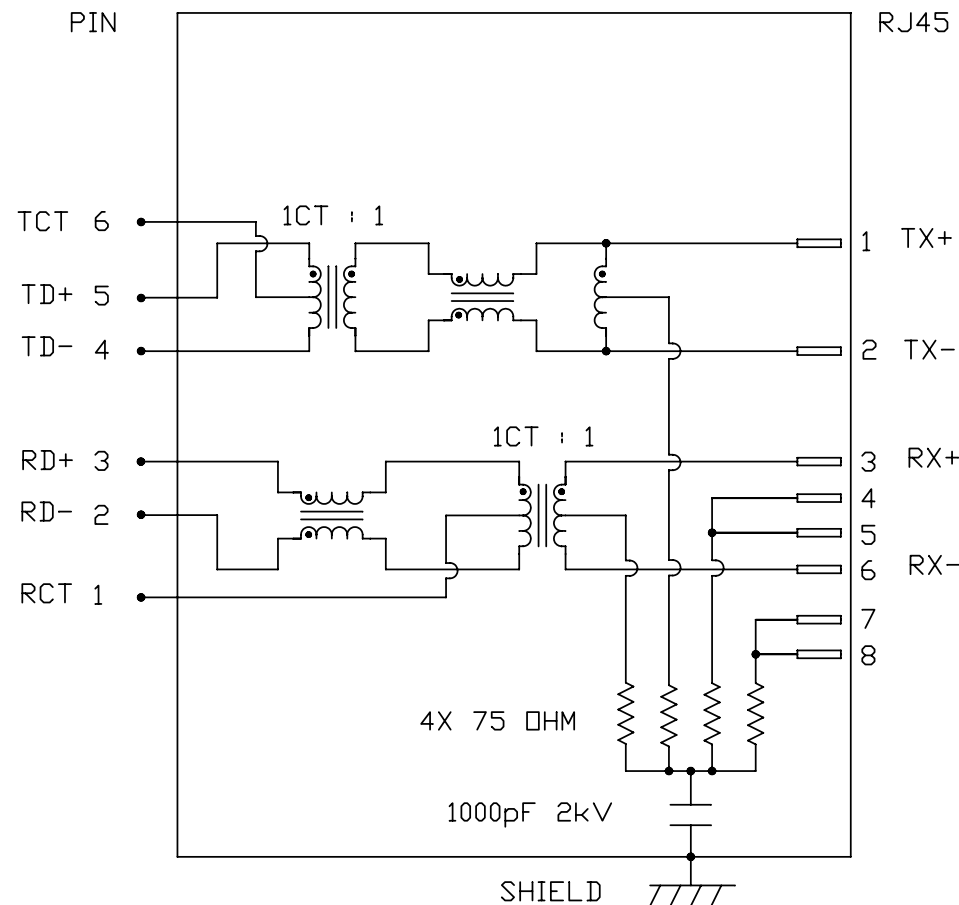 PIN
RJ45
TCT 6
1CT : 1
1 TX+
TD+ 5
TD- 4
2 TX-
1CT : 1
RD+ 3
3 RX+
4
RD- 2
5
6 RX-
RCT 1
7
8
4X 75 OHM
1000pF 2kV
SHIELD